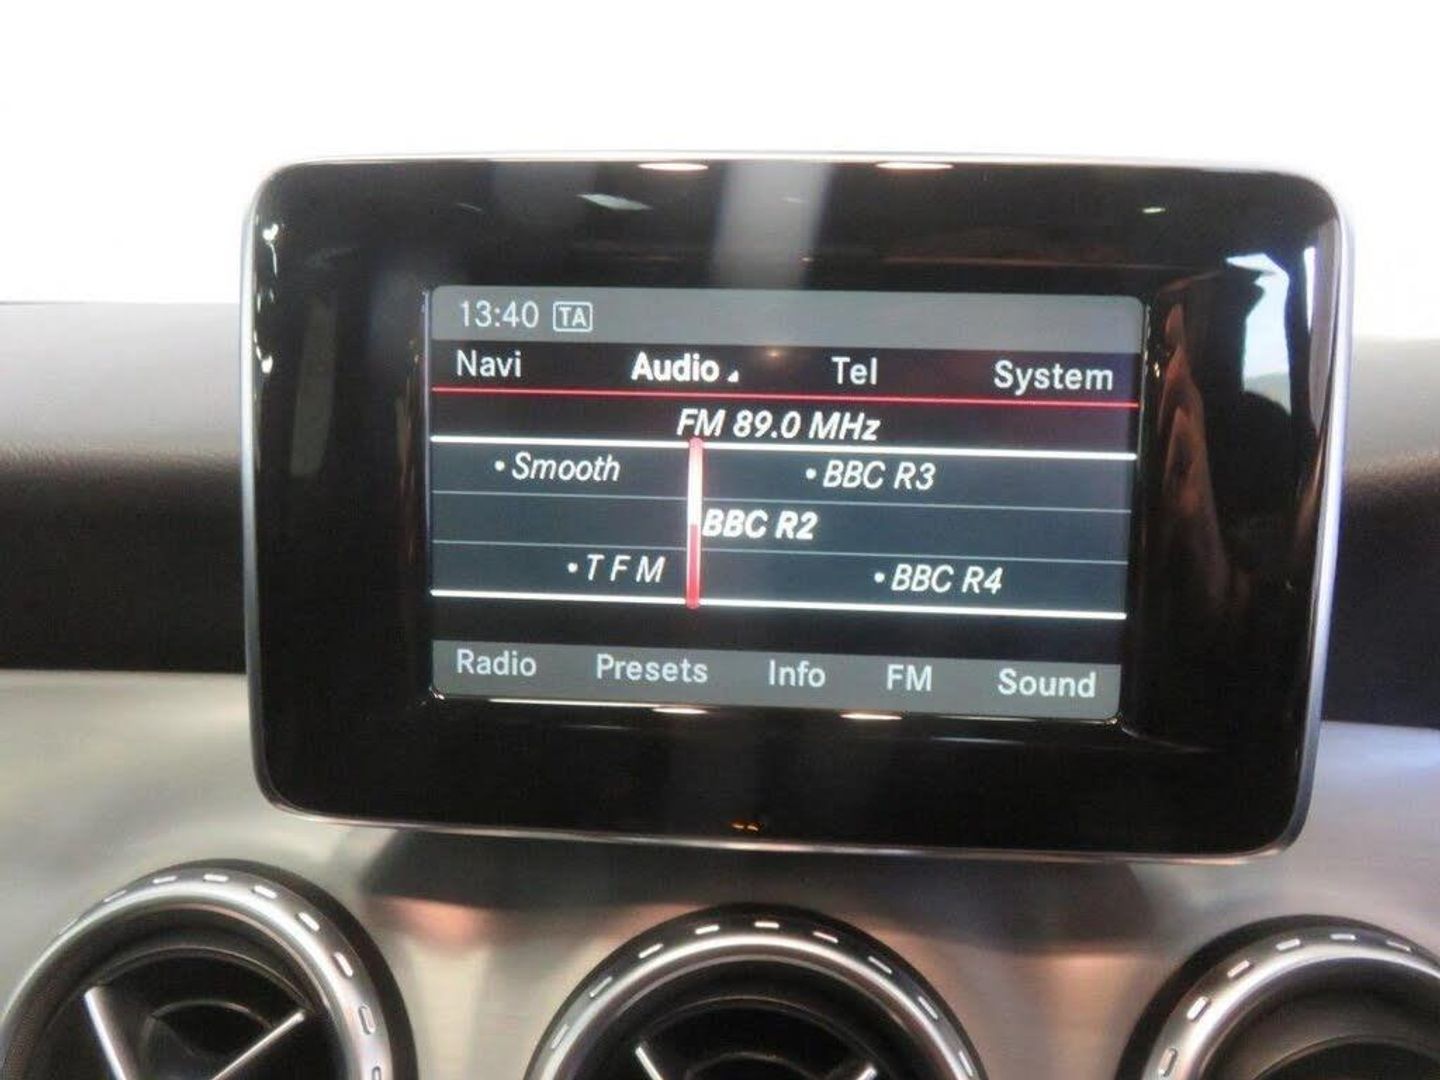 13:40 TA
Navi Audio Tel System
FM 89.0 MHz
•Smooth •BBC R3
BBC R2
•T F M •BBC R4
Radio Presets Info FM Sound